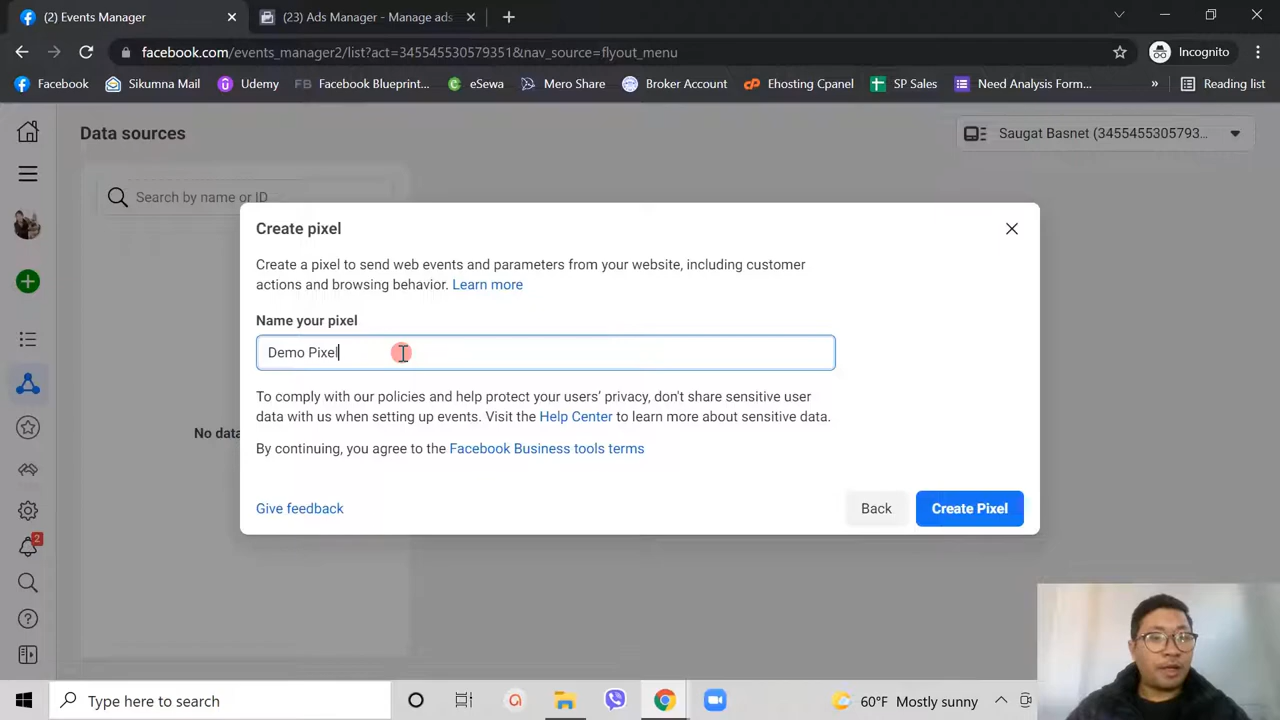 (2) Events Manager
(23) Ads Manager - Manage ads
facebook.com/events_manager2/list?act=345545530579351&nav_source=flyout_menu
Incognito
Facebook
Sikumna Mail
Udemy
FB Facebook Blueprint...
eSewa
Mero Share
Broker Account
Ehosting Cpanel
SP Sales
Need Analysis Form...
»
Reading list
Data sources
Saugat Basnet (3455455305793...
Search by name or ID
No data
Create pixel
Create a pixel to send web events and parameters from your website, including customer
actions and browsing behavior. Learn more
Name your pixel
Demo Pixel
To comply with our policies and help protect your users’ privacy, don't share sensitive user
data with us when setting up events. Visit the Help Center to learn more about sensitive data.
By continuing, you agree to the Facebook Business tools terms
Give feedback
Back
Create Pixel
2
Type here to search
60°F Mostly sunny